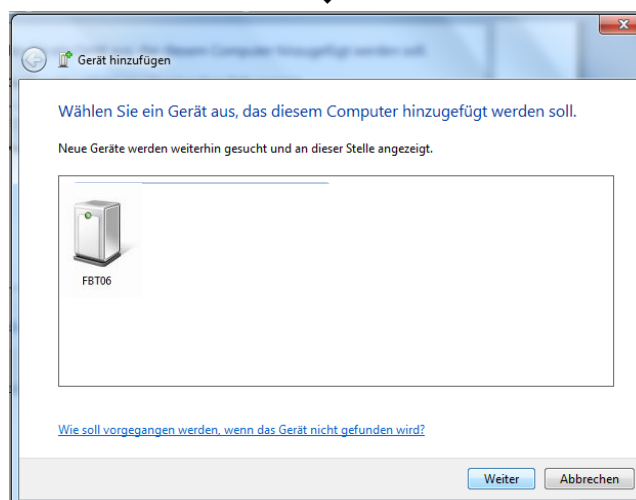 Gerät hinzufügen
Wählen Sie ein Gerät aus, das diesem Computer hinzugefügt werden soll.
Neue Geräte werden weiterhin gesucht und an dieser Stelle angezeigt.
FBT06
Wie soll vorgegangen werden, wenn das Gerät nicht gefunden wird?
Weiter
Abbrechen